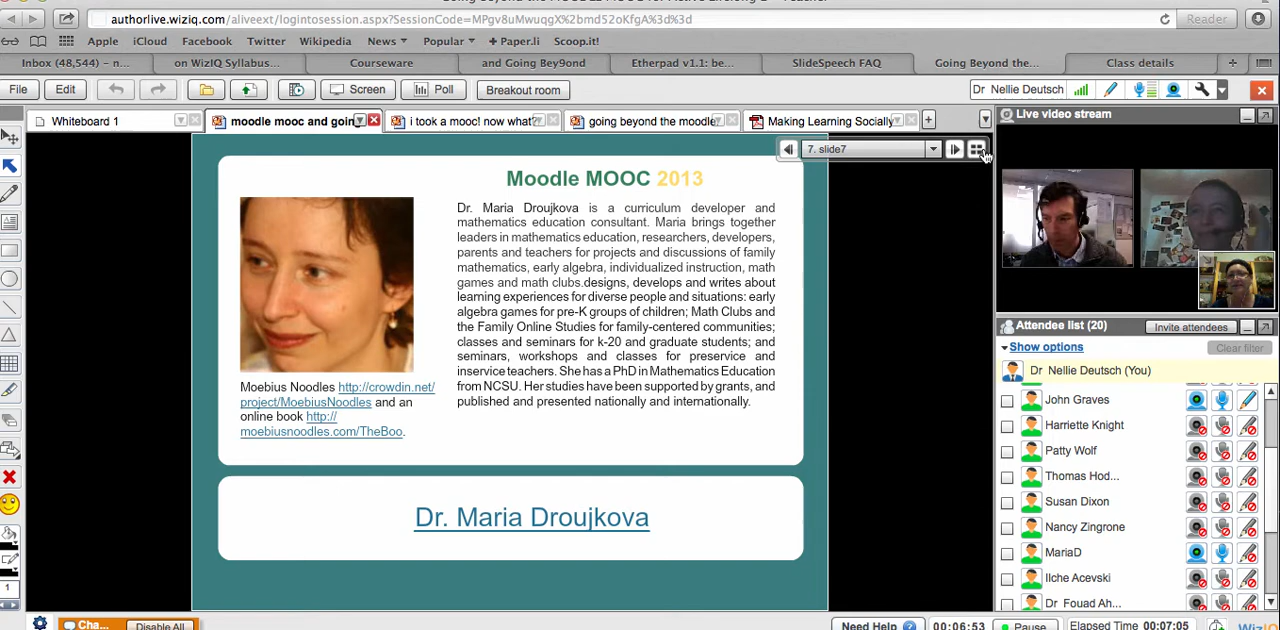 Going Beyond the MOODLE MOOC for Active Lifelong L - Teacher
authorlive.wiziq.com/aliveext/logintosession.aspx?SessionCode=MPgv8uMwuqgX%2bmd52oKfgA%3d%3d
Reader
Apple iCloud Facebook Twitter Wikipedia News Popular + Paper.li Scoop.it!
Inbox (48,544) – n... on WizIQ Syllabus... Courseware and Going Bey9ond Etherpad v1.1: be... SlideSpeech FAQ Going Beyond the... Class details
File Edit Screen Poll Breakout room Dr Nellie Deutsch
Whiteboard 1 moodle mooc and goin i took a mooc! now what? going beyond the moodle Making Learning Socially
7. slide7
Moodle MOOC 2013
Dr. Maria Droujkova is a curriculum developer and
mathematics education consultant. Maria brings together
leaders in mathematics education, researchers, developers,
parents and teachers for projects and discussions of family
mathematics, early algebra, individualized instruction, math
games and math clubs.designs, develops and writes about
learning experiences for diverse people and situations: early
algebra games for pre-K groups of children; Math Clubs and
the Family Online Studies for family-centered communities;
classes and seminars for k-20 and graduate students; and
seminars, workshops and classes for preservice and
inservice teachers. She has a PhD in Mathematics Education
from NCSU. Her studies have been supported by grants, and
published and presented nationally and internationally.
Moebius Noodles http://crowdin.net/
project/MoebiusNoodles and an
online book http://
moebiusnoodles.com/TheBoo.
Dr. Maria Droujkova
Live video stream
Attendee list (20) Invite attendees
Show options Clear filter
Dr Nellie Deutsch (You)
John Graves
Harriette Knight
Patty Wolf
Thomas Hod...
Susan Dixon
Nancy Zingrone
MariaD
Ilche Acevski
Dr Fouad Ah...
1
Cha... Disable All Need Help ? 00:06:53 Pause Elapsed Time 00:07:05 WizIQ